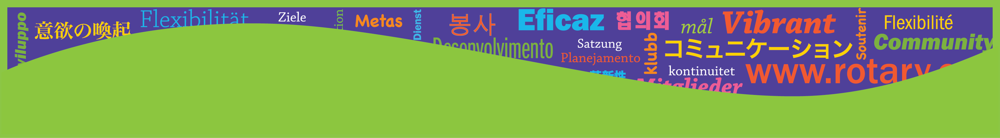 意欲の喚起
Flexibilität
Ziele
Metas
Dienst
봉사
Eficaz
협의회
mål
Vibrant
Soutenir
Flexibilité
Community
Desenvolvimento
Satzung
Planejamento
klubb
コミュニケーション
kontinuitet
www.rotary.
Mitglieder